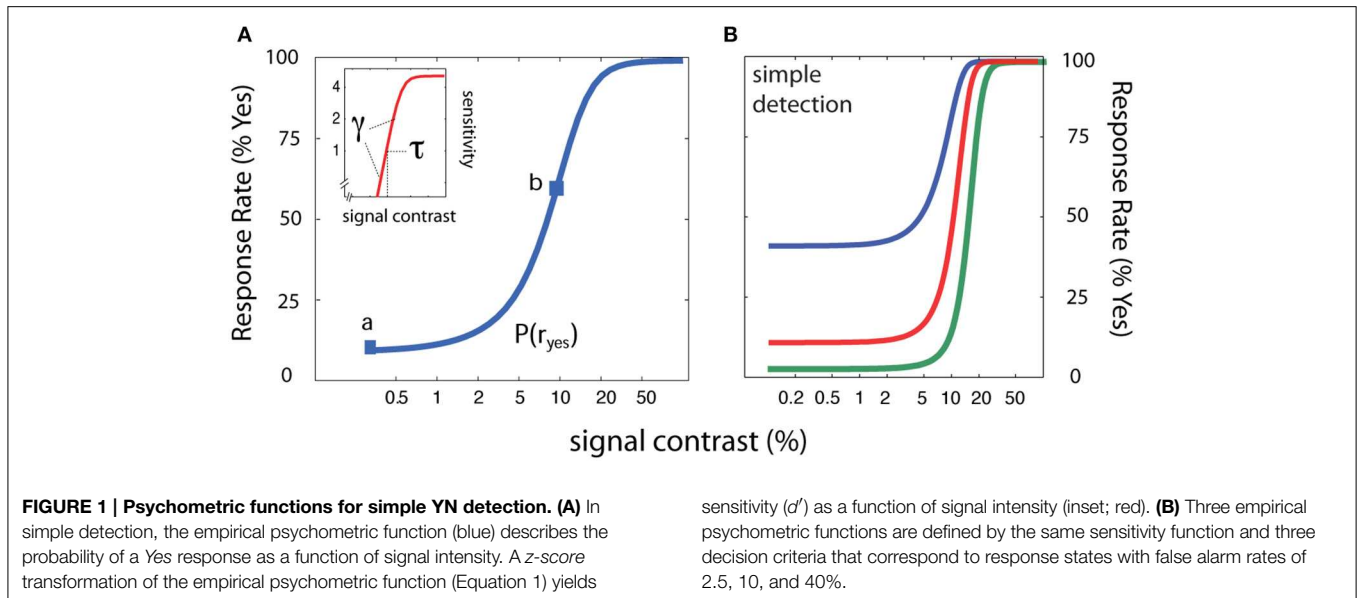 A
B
100
75
50
25
0
Response Rate (% Yes)
4
2
1
γ
τ
sensitivity
signal contrast
a
b
P(r_yes)
0.5 1 2 5 10 20 50
simple
detection
100
75
50
25
0
Response Rate (% Yes)
0.2 0.5 1 2 5 10 20 50
signal contrast (%)
FIGURE 1 | Psychometric functions for simple YN detection. (A) In
simple detection, the empirical psychometric function (blue) describes the
probability of a Yes response as a function of signal intensity. A z-score
transformation of the empirical psychometric function (Equation 1) yields
sensitivity (d′) as a function of signal intensity (inset; red). (B) Three empirical
psychometric functions are defined by the same sensitivity function and three
decision criteria that correspond to response states with false alarm rates of
2.5, 10, and 40%.